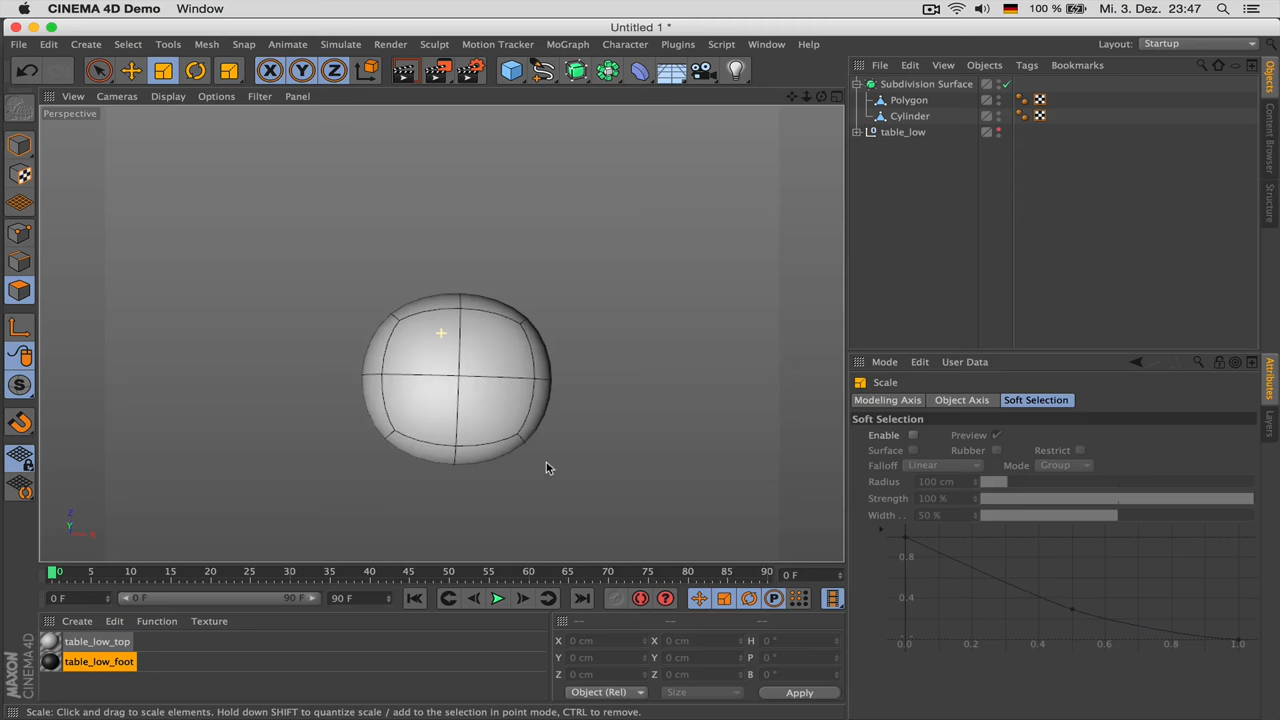 CINEMA 4D Demo Window 100 % Mi. 3. Dez. 23:47
Untitled 1 *
File Edit Create Select Tools Mesh Snap Animate Simulate Render Sculpt Motion Tracker MoGraph Character Plugins Script Window Help Layout: Startup
X Y Z
View Cameras Display Options Filter Panel
Perspective
File Edit View Objects Tags Bookmarks
Subdivision Surface
Polygon
Cylinder
table_low
Objects
Content Browser
Structure
Mode Edit User Data
Scale
Modeling Axis Object Axis Soft Selection
Soft Selection
Enable Preview
Surface Rubber Restrict
Falloff Linear Mode Group
Radius 100 cm
Strength 100 %
Width . . 50 %
0.8
0.4
0.0 0.2 0.4 0.6 0.8 1.0
Attributes
Layers
S
Z
Y
0 5 10 15 20 25 30 35 40 45 50 55 60 65 70 75 80 85 90 0 F
0 F 0 F 90 F 90 F
P
Create Edit Function Texture
table_low_top
table_low_foot
-- -- --
X 0 cm X 0 cm H 0 °
Y 0 cm Y 0 cm P 0 °
Z 0 cm Z 0 cm B 0 °
Object (Rel) Size Apply
MAXON
CINEMA 4D
Scale: Click and drag to scale elements. Hold down SHIFT to quantize scale / add to the selection in point mode, CTRL to remove.